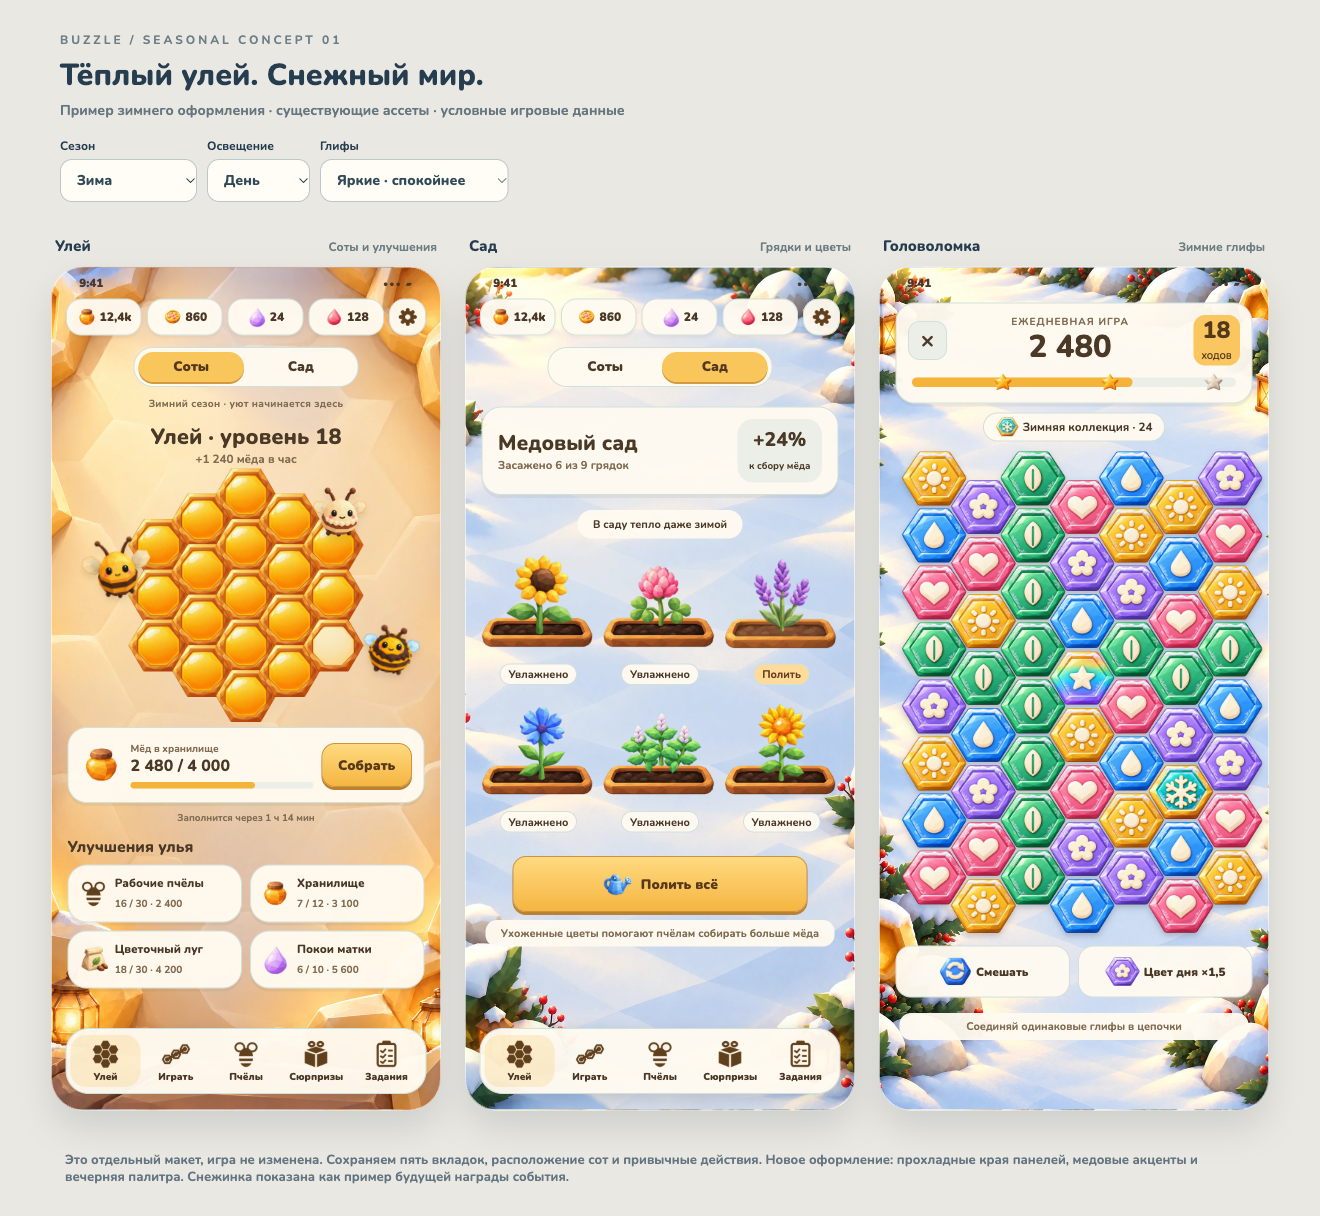 BUZZLE / SEASONAL CONCEPT 01
Тёплый улей. Снежный мир.
Пример зимнего оформления · существующие ассеты · условные игровые данные
Сезон
Освещение
Глифы
Зима
День
Яркие · спокойнее
Улей
Соты и улучшения
9:41
12,4k
860
24
128
Соты
Сад
Зимний сезон · уют начинается здесь
Улей · уровень 18
+1 240 мёда в час
Мёд в хранилище
2 480 / 4 000
Собрать
Заполнится через 1 ч 14 мин
Улучшения улья
Рабочие пчёлы
16 / 30 · 2 400
Хранилище
7 / 12 · 3 100
Цветочный луг
18 / 30 · 4 200
Покои матки
6 / 10 · 5 600
Улей
Играть
Пчёлы
Сюрпризы
Задания
Сад
Грядки и цветы
9:41
12,4k
860
24
128
Соты
Сад
Медовый сад
Засажено 6 из 9 грядок
+24%
к сбору мёда
В саду тепло даже зимой
Увлажнено
Увлажнено
Полить
Увлажнено
Увлажнено
Увлажнено
Полить всё
Ухоженные цветы помогают пчёлам собирать больше мёда
Улей
Играть
Пчёлы
Сюрпризы
Задания
Головоломка
Зимние глифы
9:41
ЕЖЕДНЕВНАЯ ИГРА
2 480
18
ходов
Зимняя коллекция · 24
Смешать
Цвет дня ×1,5
Соединяй одинаковые глифы в цепочки
Это отдельный макет, игра не изменена. Сохраняем пять вкладок, расположение сот и привычные действия. Новое оформление: прохладные края панелей, медовые акценты и
вечерняя палитра. Снежинка показана как пример будущей награды события.